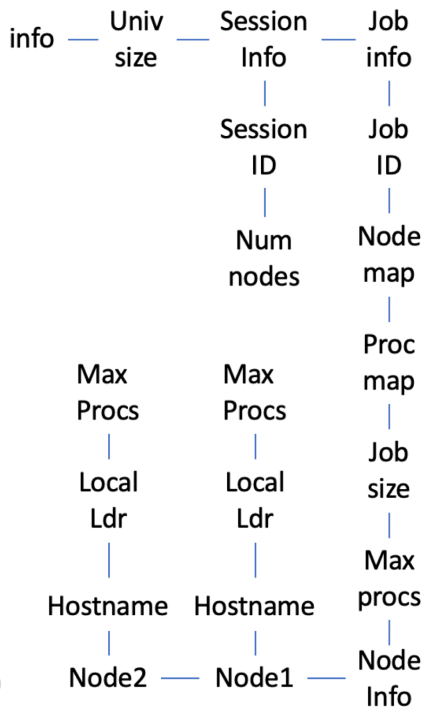 info
Univ
size
Session
Info
Job
info
Session
ID
Job
ID
Num
nodes
Node
map
Proc
map
Max
Procs
Max
Procs
Job
size
Local
Ldr
Local
Ldr
Max
procs
Hostname
Hostname
Node2
Node1
Node
Info